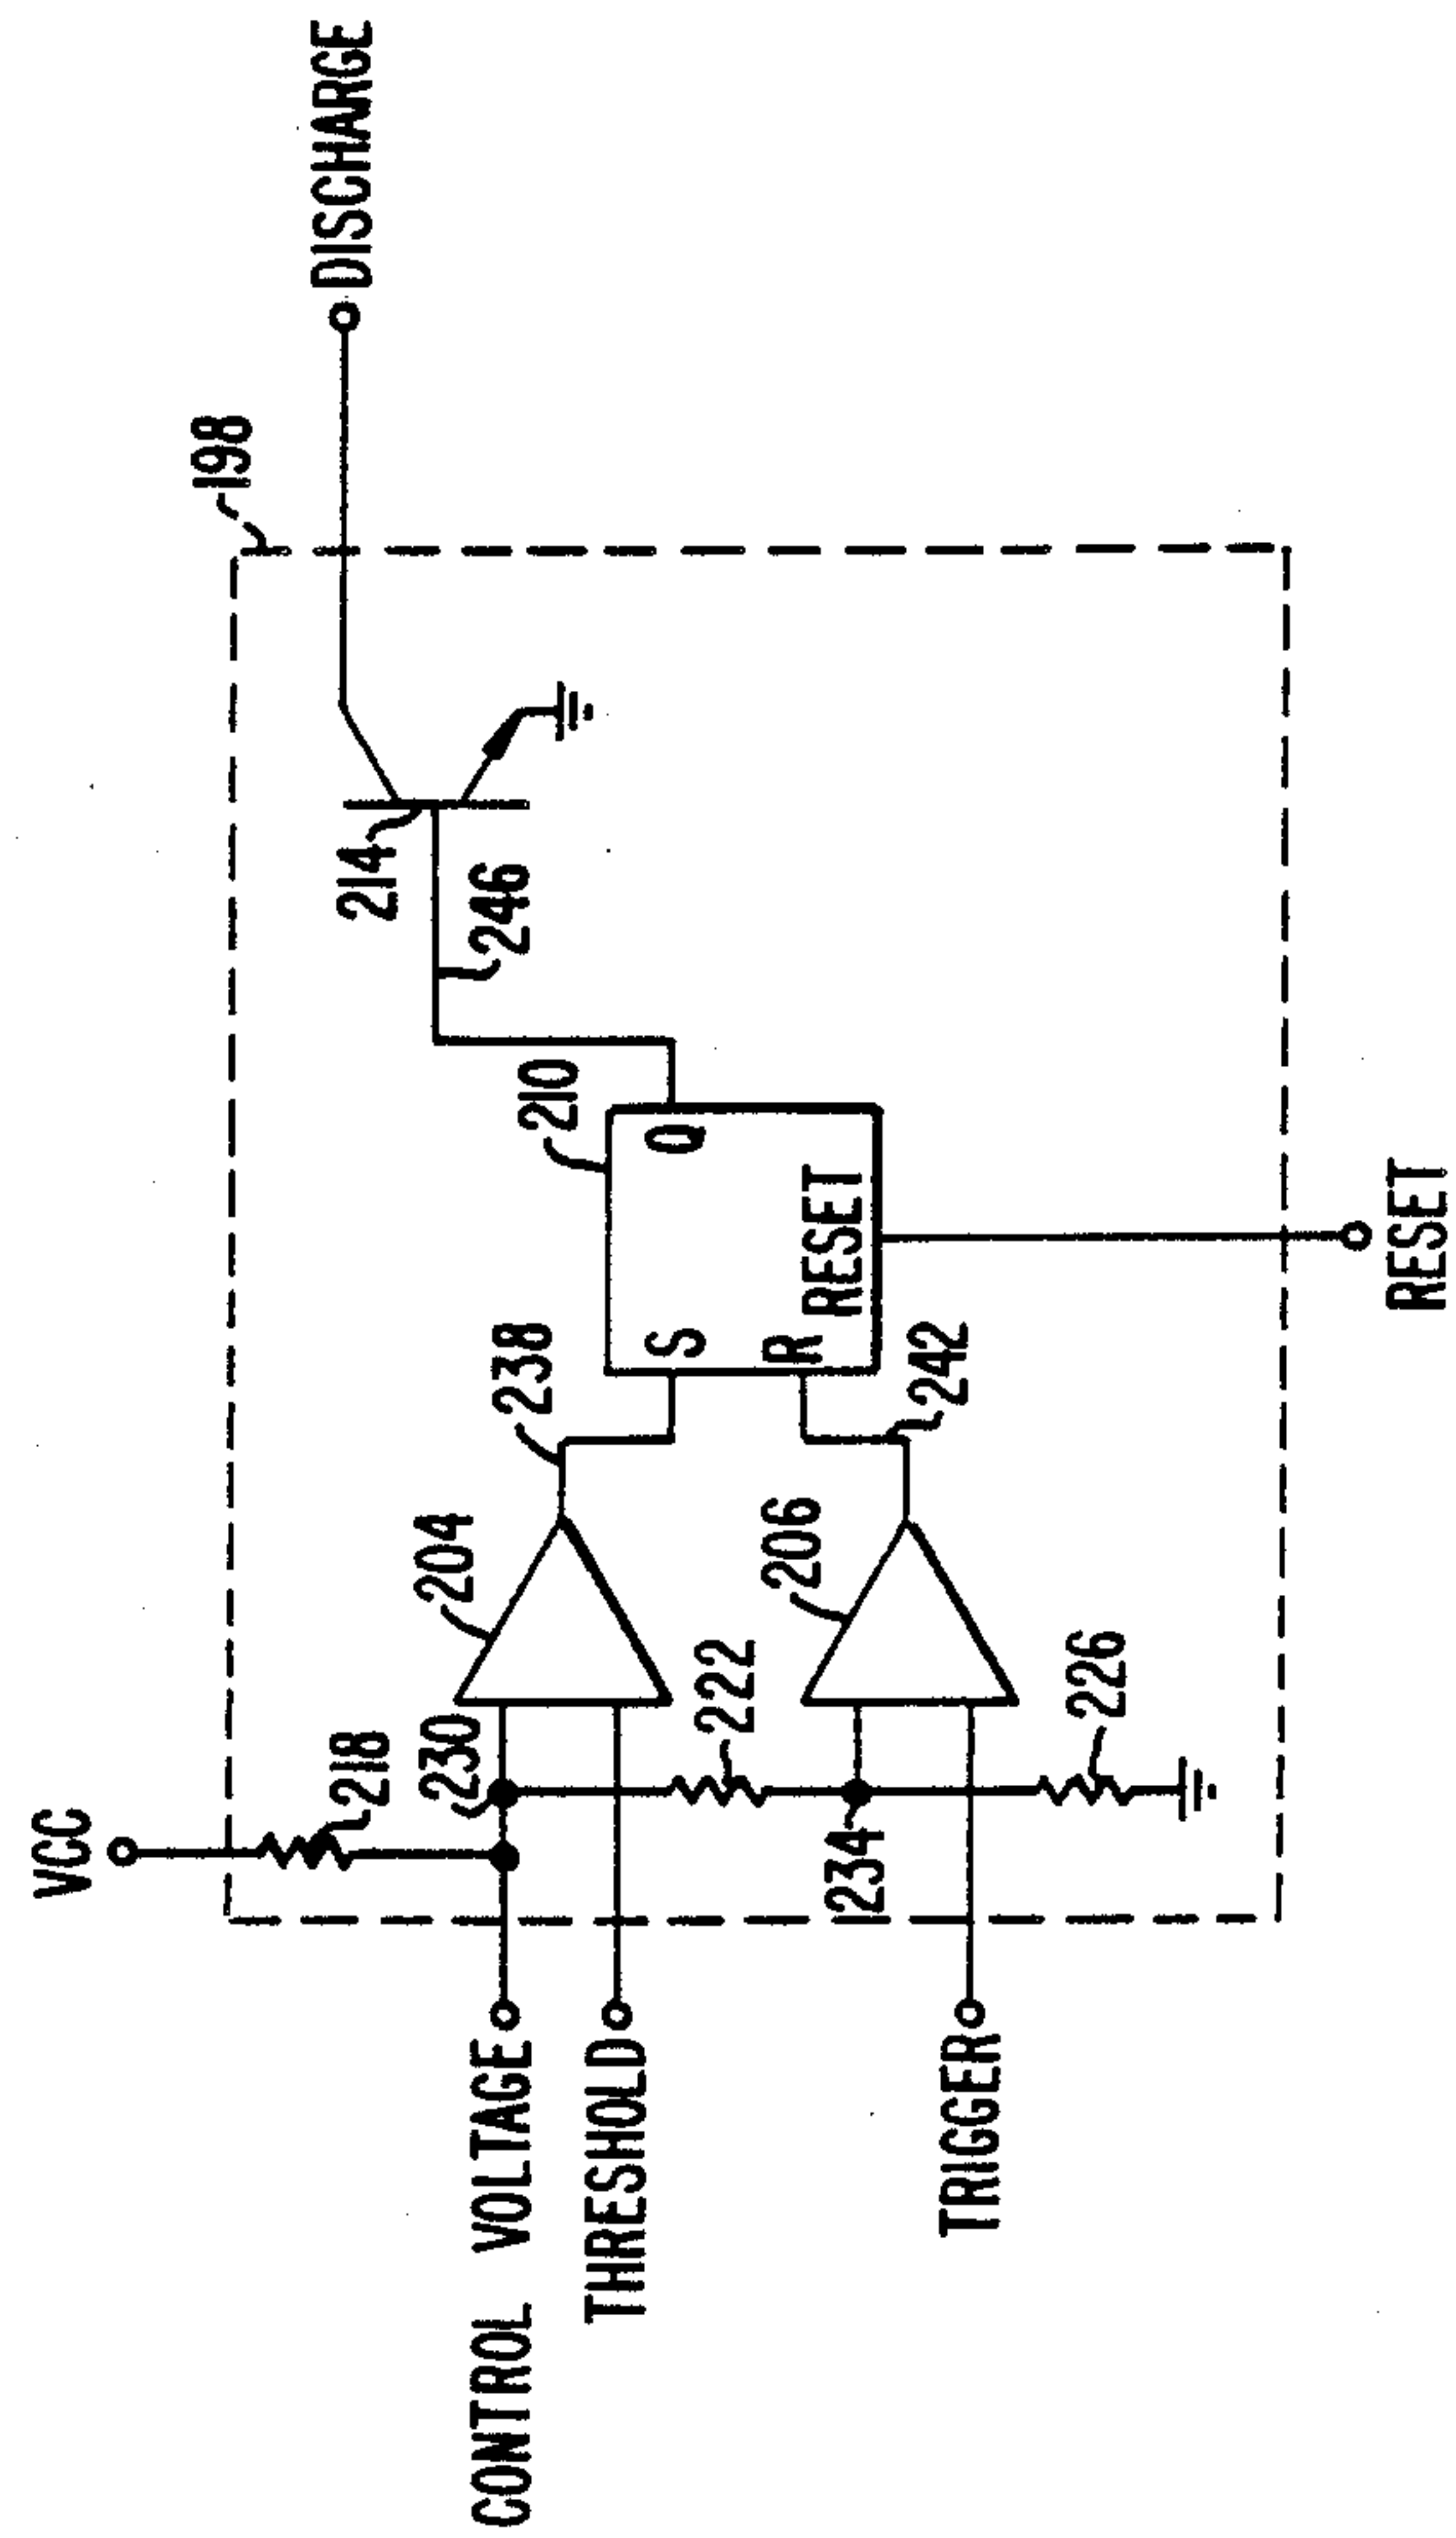 VCC
198
DISCHARGE
218
230
204
238
210
214
246
CONTROL VOLTAGE
THRESHOLD
S
Q
222
R
RESET
234
206
242
226
TRIGGER
RESET